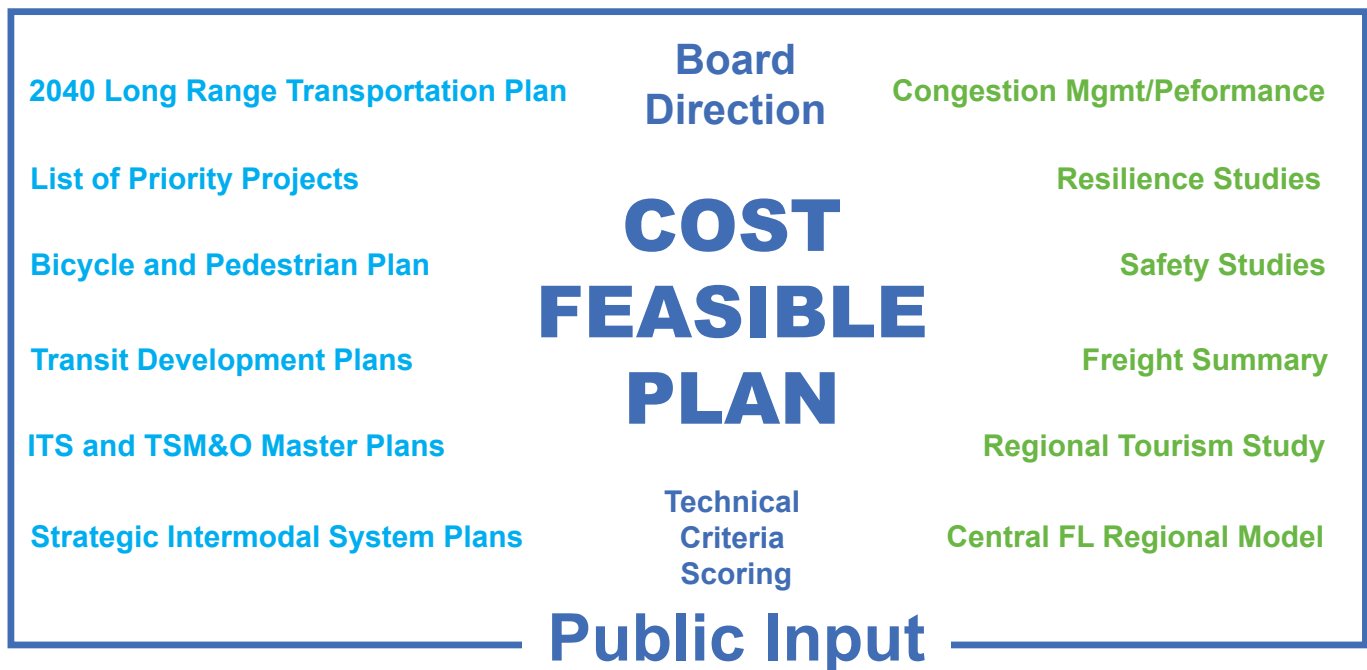 2040 Long Range Transportation Plan
List of Priority Projects
Bicycle and Pedestrian Plan
Transit Development Plans
ITS and TSM&O Master Plans
Strategic Intermodal System Plans
Board
Direction
COST
FEASIBLE
PLAN
Technical
Criteria
Scoring
Public Input
Congestion Mgmt/Peformance
Resilience Studies
Safety Studies
Freight Summary
Regional Tourism Study
Central FL Regional Model